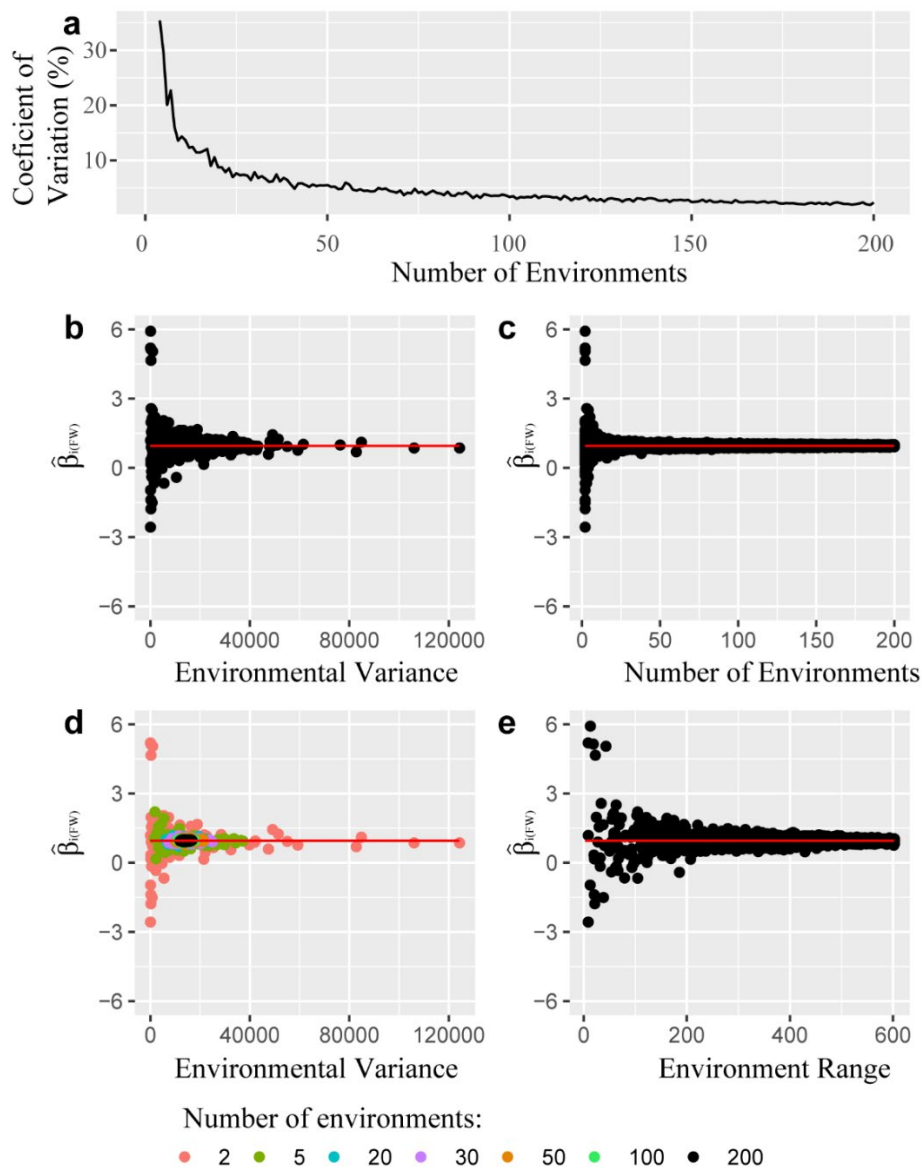 a
Coeficient of
Variation (%)
30
20
10
0 50 100 150 200
Number of Environments
b
β̂i(FW)
6
3
0
−3
−6
0 40000 80000 120000
Environmental Variance
c
β̂i(FW)
6
3
0
−3
−6
0 50 100 150 200
Number of Environments
d
β̂i(FW)
6
3
0
−3
−6
0 40000 80000 120000
Environmental Variance
e
β̂i(FW)
6
3
0
−3
−6
0 200 400 600
Environment Range
Number of environments:
2 5 20 30 50 100 200